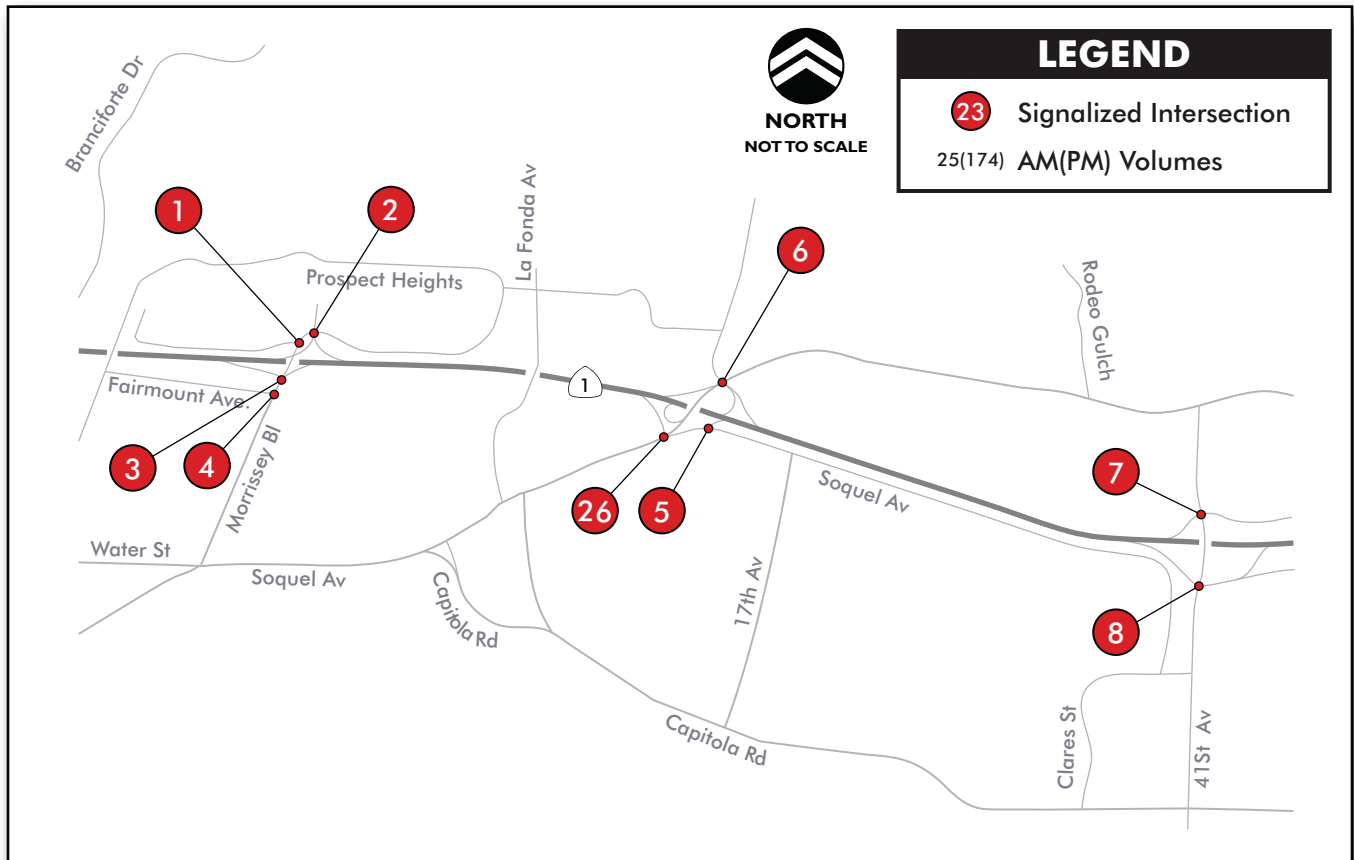 LEGEND
23 Signalized Intersection
25(174) AM(PM) Volumes
NORTH
NOT TO SCALE
Branciforte Dr
1
2
La Fonda Av
6
Prospect Heights
Rodeo Gulch
1
Fairmount Ave.
3
4
Morrissey Bl
26
5
Soquel Av
7
Water St
Soquel Av
Capitola Rd
17th Av
8
Capitola Rd
Clares St
41St Av